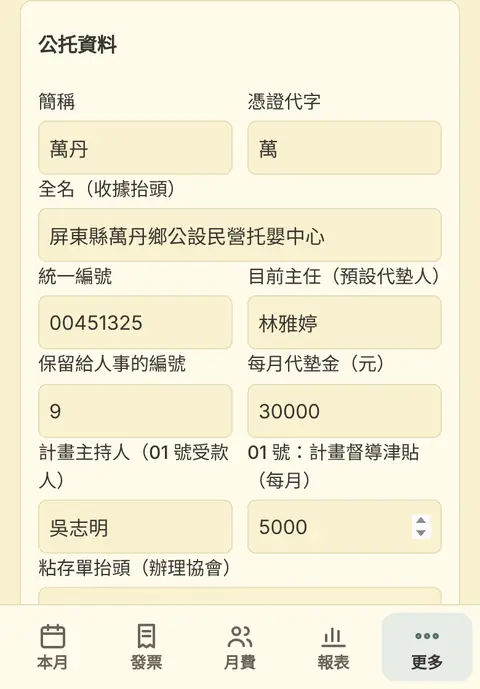 公托資料
簡稱
憑證代字
萬丹
萬
全名（收據抬頭）
屏東縣萬丹鄉公設民營托嬰中心
統一編號
目前主任（預設代墊人）
00451325
林雅婷
保留給人事的編號
每月代墊金（元）
9
30000
計畫主持人（01 號受款
人）
01 號：計畫督導津貼
（每月）
吳志明
5000
粘存單抬頭（辦理協會）
本月
發票
月費
報表
更多